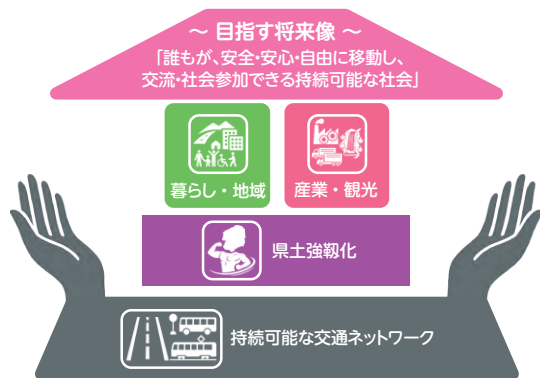 ～ 目指す将来像 ～
「誰もが、安全・安心・自由に移動し、
交流・社会参加できる持続可能な社会」
暮らし・地域
産業・観光
県土強靱化
持続可能な交通ネットワーク